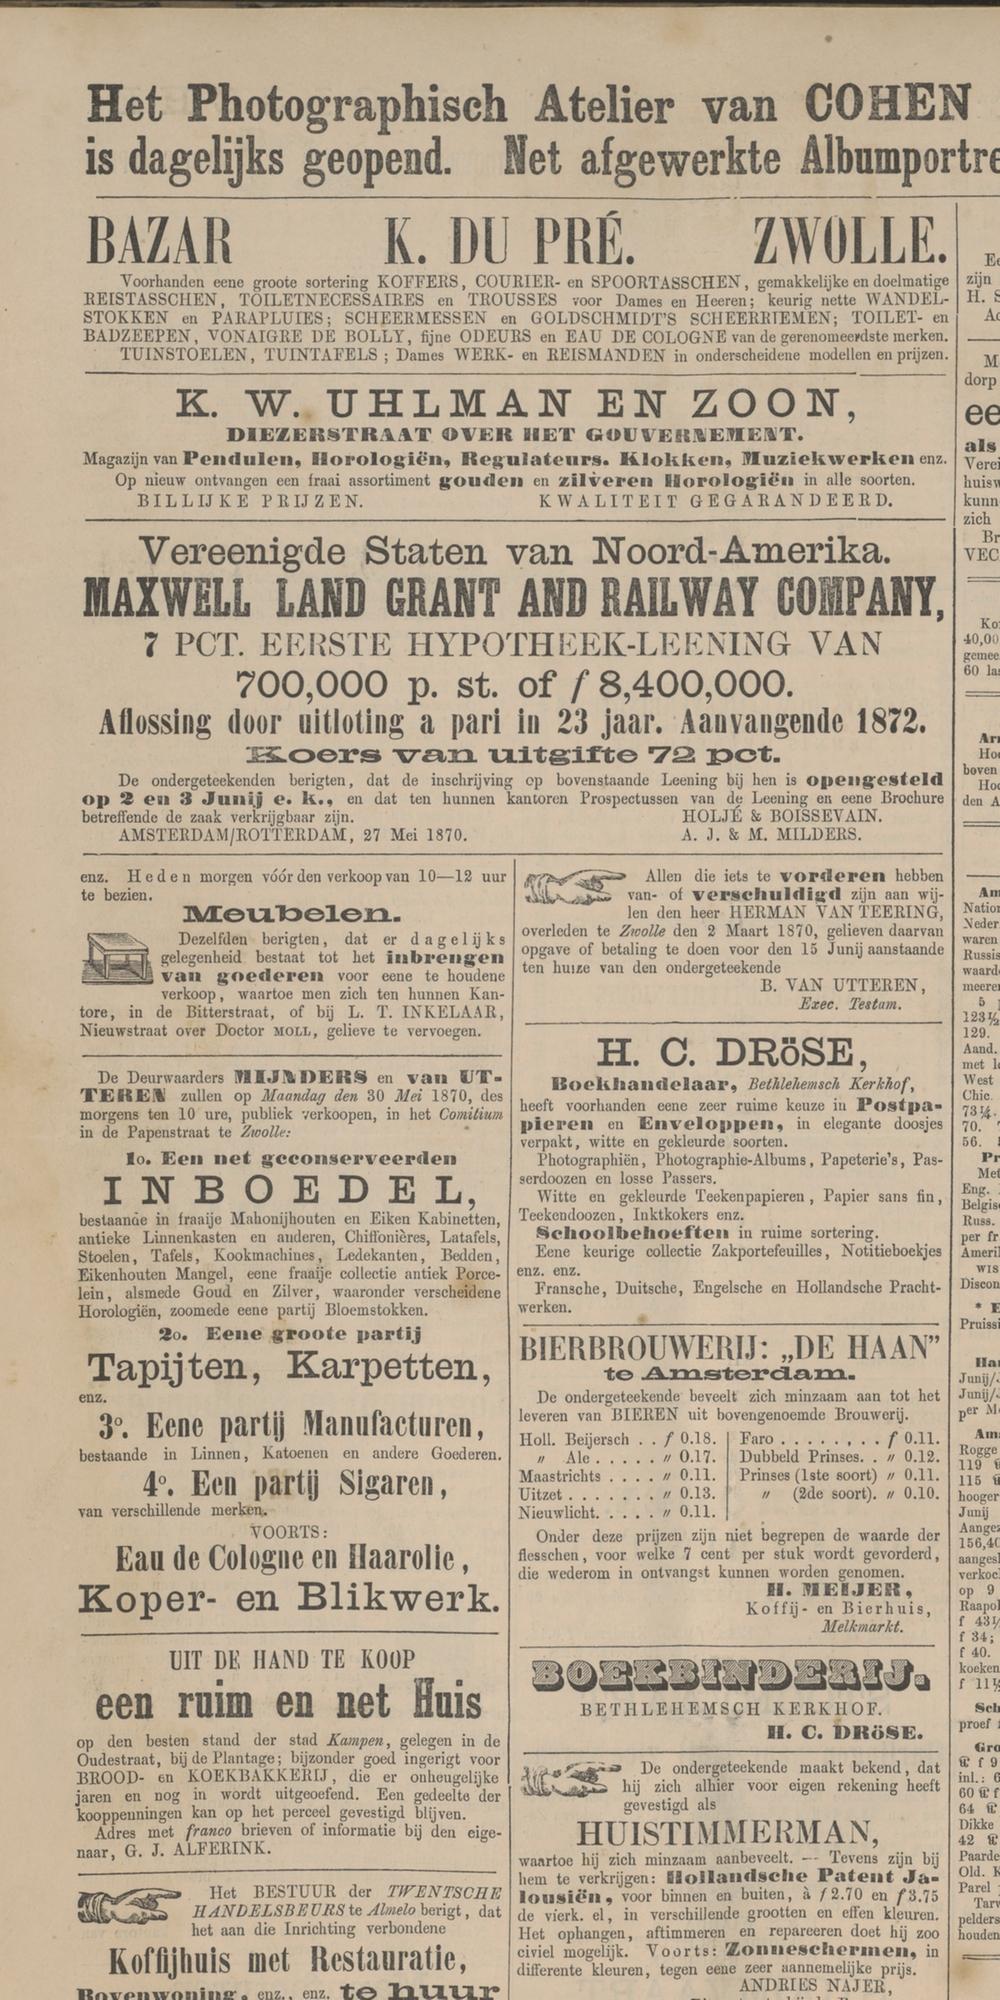 Het Photographisch Atelier van COHEN
is dagelijks geopend. Net afgewerkte Albumportre
BAZAR K. DU PRÉ. ZWOLLE.
Voorhanden eene groote sortering KOFFERS, COURIER- en SPOORTASSCHEN, gemakkelijke en doelmatige
REISTASSCHEN, TOILETNECESSAIRES en TROUSSES voor Dames en Heeren; keurig nette WANDEL-
STOKKEN en PARAPLUIES; SCHEERMESSEN en GOLDSCHMIDT'S SCHEERRIEMEN; TOILET- en
BADZEEPEN, VONAIGRE DE BOLLY, fijne ODEURS en EAU DE COLOGNE van de gerenomeerdste merken.
TUINSTOELEN, TUINTAFELS; Dames WERK- en REISMANDEN in onderscheidene modellen en prijzen.
K. W. UHLMAN EN ZOON,
DIEZERSTRAAT OVER HET GOUVERNEMENT.
Magazijn van Pendulen, Horologiën, Regulateurs. Klokken, Muziekwerken enz.
Op nieuw ontvangen een fraai assortiment gouden en zilveren Horologiën in alle soorten.
BILLIJKE PRIJZEN. KWALITEIT GEGARANDEERD.
Vereenigde Staten van Noord-Amerika.
MAXWELL LAND GRANT AND RAILWAY COMPANY,
7 PCT. EERSTE HYPOTHEEK-LEENING VAN
700,000 p. st. of f 8,400,000.
Aflossing door uitloting a pari in 23 jaar. Aanvangende 1872.
Koers van uitgifte 72 pct.
De ondergeteekenden berigten, dat de inschrijving op bovenstaande Leening bij hen is opengesteld
op 2 en 3 Junij e. k., en dat ten hunnen kantoren Prospectussen van de Leening en eene Brochure
betreffende de zaak verkrijgbaar zijn. HOLJÉ & BOISSEVAIN.
AMSTERDAM/ROTTERDAM, 27 Mei 1870. A. J. & M. MILDERS.
enz. Heden morgen vóór den verkoop van 10—12 uur
te bezien.
Meubelen.
Dezelfden berigten, dat er dagelijks
gelegenheid bestaat tot het inbrengen
van goederen voor eene te houdene
verkoop, waartoe men zich ten hunnen Kan-
tore, in de Bitterstraat, of bij L. T. INKELAAR,
Nieuwstraat over Doctor MOLL, gelieve te vervoegen.
De Deurwaarders MIJNDERS en van UT-
TEREN zullen op Maandag den 30 Mei 1870, des
morgens ten 10 ure, publiek verkoopen, in het Comitium
in de Papenstraat te Zwolle:
1o. Een net geconserveerden
INBOEDEL,
bestaande in fraaije Mahonijhouten en Eiken Kabinetten,
antieke Linnenkasten en anderen, Chiffonières, Latafels,
Stoelen, Tafels, Kookmachines, Ledekanten, Bedden,
Eikenhouten Mangel, eene fraaije collectie antiek Porce-
lein, alsmede Goud en Zilver, waaronder verscheidene
Horologiën, zoomede eene partij Bloemstokken.
2o. Eene groote partij
Tapijten, Karpetten,
enz.
3o. Eene partij Manufacturen,
bestaande in Linnen, Katoenen en andere Goederen.
4o. Een partij Sigaren,
van verschillende merken.
VOORTS:
Eau de Cologne en Haarolie,
Koper- en Blikwerk.
UIT DE HAND TE KOOP
een ruim en net Huis
op den besten stand der stad Kampen, gelegen in de
Oudestraat, bij de Plantage; bijzonder goed ingerigt voor
BROOD- en KOEKBAKKERIJ, die er onheugelijke
jaren en nog in wordt uitgeoefend. Een gedeelte der
kooppenningen kan op het perceel gevestigd blijven.
Adres met franco brieven of informatie bij den eige-
naar, G. J. ALFERINK.
Het BESTUUR der TWENTSCHE
HANDELSBEURS te Almelo berigt, dat
het aan die Inrichting verbondene
Koffijhuis met Restauratie,
Bovenwoning, enz., enz. te huur
Allen die iets te vorderen hebben
van- of verschuldigd zijn aan wij-
len den heer HERMAN VAN TEERING,
overleden te Zwolle den 2 Maart 1870, gelieven daarvan
opgave of betaling te doen voor den 15 Junij aanstaande
ten huize van den ondergeteekende
B. VAN UTTEREN,
Exec. Testam.
H. C. DRöSE,
Boekhandelaar, Bethlehemsch Kerkhof,
heeft voorhanden eene zeer ruime keuze in Postpa-
pieren en Enveloppen, in elegante doosjes
verpakt, witte en gekleurde soorten.
Photographiën, Photographie-Albums, Papeterie's, Pas-
serdoozen en losse Passers.
Witte en gekleurde Teekenpapieren, Papier sans fin,
Teekendoozen, Inktkokers enz.
Schoolbehoeften in ruime sortering.
Eene keurige collectie Zakportefeuilles, Notitieboekjes
enz. enz.
Fransche, Duitsche, Engelsche en Hollandsche Pracht-
werken.
BIERBROUWERIJ: „DE HAAN”
te Amsterdam.
De ondergeteekende beveelt zich minzaam aan tot het
leveren van BIEREN uit bovengenoemde Brouwerij.
Holl. Beijersch . . f 0.18. | Faro . . . . . . . . f 0.11.
„ Ale . . . . . „ 0.17. | Dubbeld Prinses. . „ 0.12.
Maastrichts . . . . „ 0.11. | Prinses (1ste soort) „ 0.11.
Uitzet . . . . . . . „ 0.13. | „ (2de soort). „ 0.10.
Nieuwlicht. . . . . „ 0.11.
Onder deze prijzen zijn niet begrepen de waarde der
flesschen, voor welke 7 cent per stuk wordt gevorderd,
die wederom in ontvangst kunnen worden genomen.
H. MEIJER,
Koffij- en Bierhuis,
Melkmarkt.
BOEKBINDERIJ.
BETHLEHEMSCH KERKHOF.
H. C. DRöSE.
De ondergeteekende maakt bekend, dat
hij zich alhier voor eigen rekening heeft
gevestigd als
HUISTIMMERMAN,
waartoe hij zich minzaam aanbeveelt. — Tevens zijn bij
hem te verkrijgen: Hollandsche Patent Ja-
lousiën, voor binnen en buiten, à f 2.70 en f 3.75
de vierk. el, in verschillende grootten en effen kleuren.
Het ophangen, aftimmeren en repareeren doet hij zoo
civiel mogelijk. Voorts: Zonneschermen, in
differente kleuren, tegen eene zeer aannemelijke prijs.
ANDRIES NAJER,